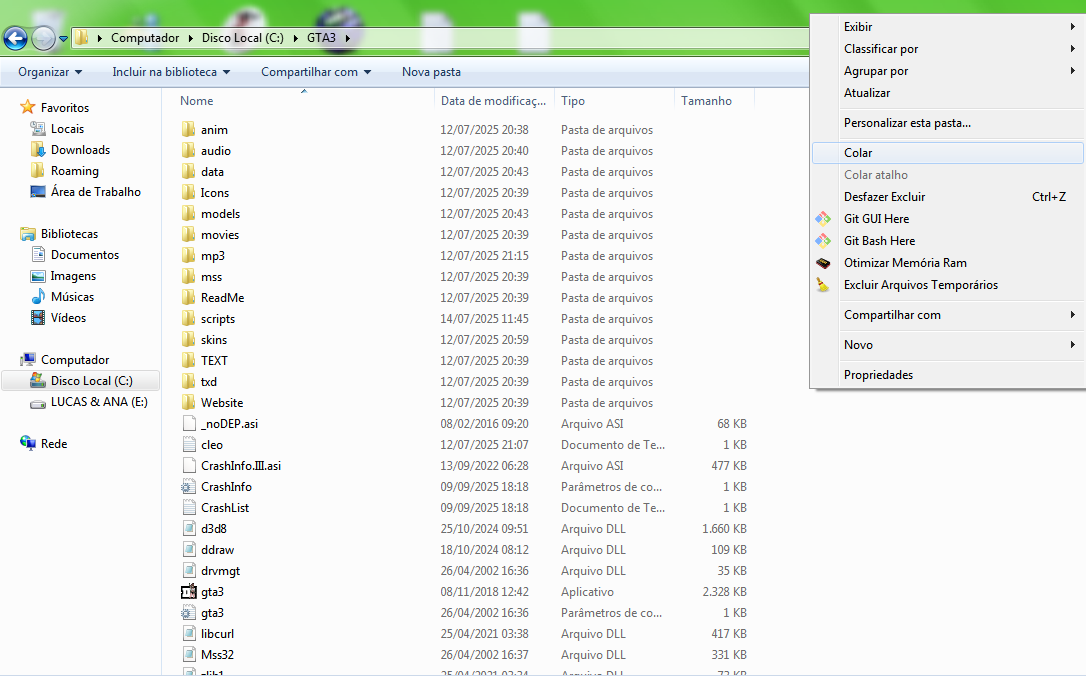 Computador Disco Local (C:) GTA3
Organizar Incluir na biblioteca Compartilhar com Nova pasta
Favoritos
Locais
Downloads
Roaming
Área de Trabalho
Bibliotecas
Documentos
Imagens
Músicas
Vídeos
Computador
Disco Local (C:)
LUCAS & ANA (E:)
Rede
Nome Data de modificaç... Tipo Tamanho
anim 12/07/2025 20:38 Pasta de arquivos
audio 12/07/2025 20:40 Pasta de arquivos
data 12/07/2025 20:43 Pasta de arquivos
Icons 12/07/2025 20:39 Pasta de arquivos
models 12/07/2025 20:43 Pasta de arquivos
movies 12/07/2025 20:39 Pasta de arquivos
mp3 12/07/2025 21:15 Pasta de arquivos
mss 12/07/2025 20:39 Pasta de arquivos
ReadMe 12/07/2025 20:39 Pasta de arquivos
scripts 14/07/2025 11:45 Pasta de arquivos
skins 12/07/2025 20:59 Pasta de arquivos
TEXT 12/07/2025 20:39 Pasta de arquivos
txd 12/07/2025 20:39 Pasta de arquivos
Website 12/07/2025 20:39 Pasta de arquivos
_noDEP.asi 08/02/2016 09:20 Arquivo ASI 68 KB
cleo 12/07/2025 21:07 Documento de Te... 1 KB
CrashInfo.III.asi 13/09/2022 06:28 Arquivo ASI 477 KB
CrashInfo 09/09/2025 18:18 Parâmetros de co... 1 KB
CrashList 09/09/2025 18:18 Documento de Te... 1 KB
d3d8 25/10/2024 09:51 Arquivo DLL 1.660 KB
ddraw 18/10/2024 08:12 Arquivo DLL 109 KB
drvmgt 26/04/2002 16:36 Arquivo DLL 35 KB
gta3 08/11/2018 12:42 Aplicativo 2.328 KB
gta3 26/04/2002 16:36 Parâmetros de co... 1 KB
libcurl 25/04/2021 03:38 Arquivo DLL 417 KB
Mss32 26/04/2002 16:37 Arquivo DLL 331 KB
Exibir
Classificar por
Agrupar por
Atualizar
Personalizar esta pasta...
Colar
Colar atalho
Desfazer Excluir Ctrl+Z
Git GUI Here
Git Bash Here
Otimizar Memória Ram
Excluir Arquivos Temporários
Compartilhar com
Novo
Propriedades